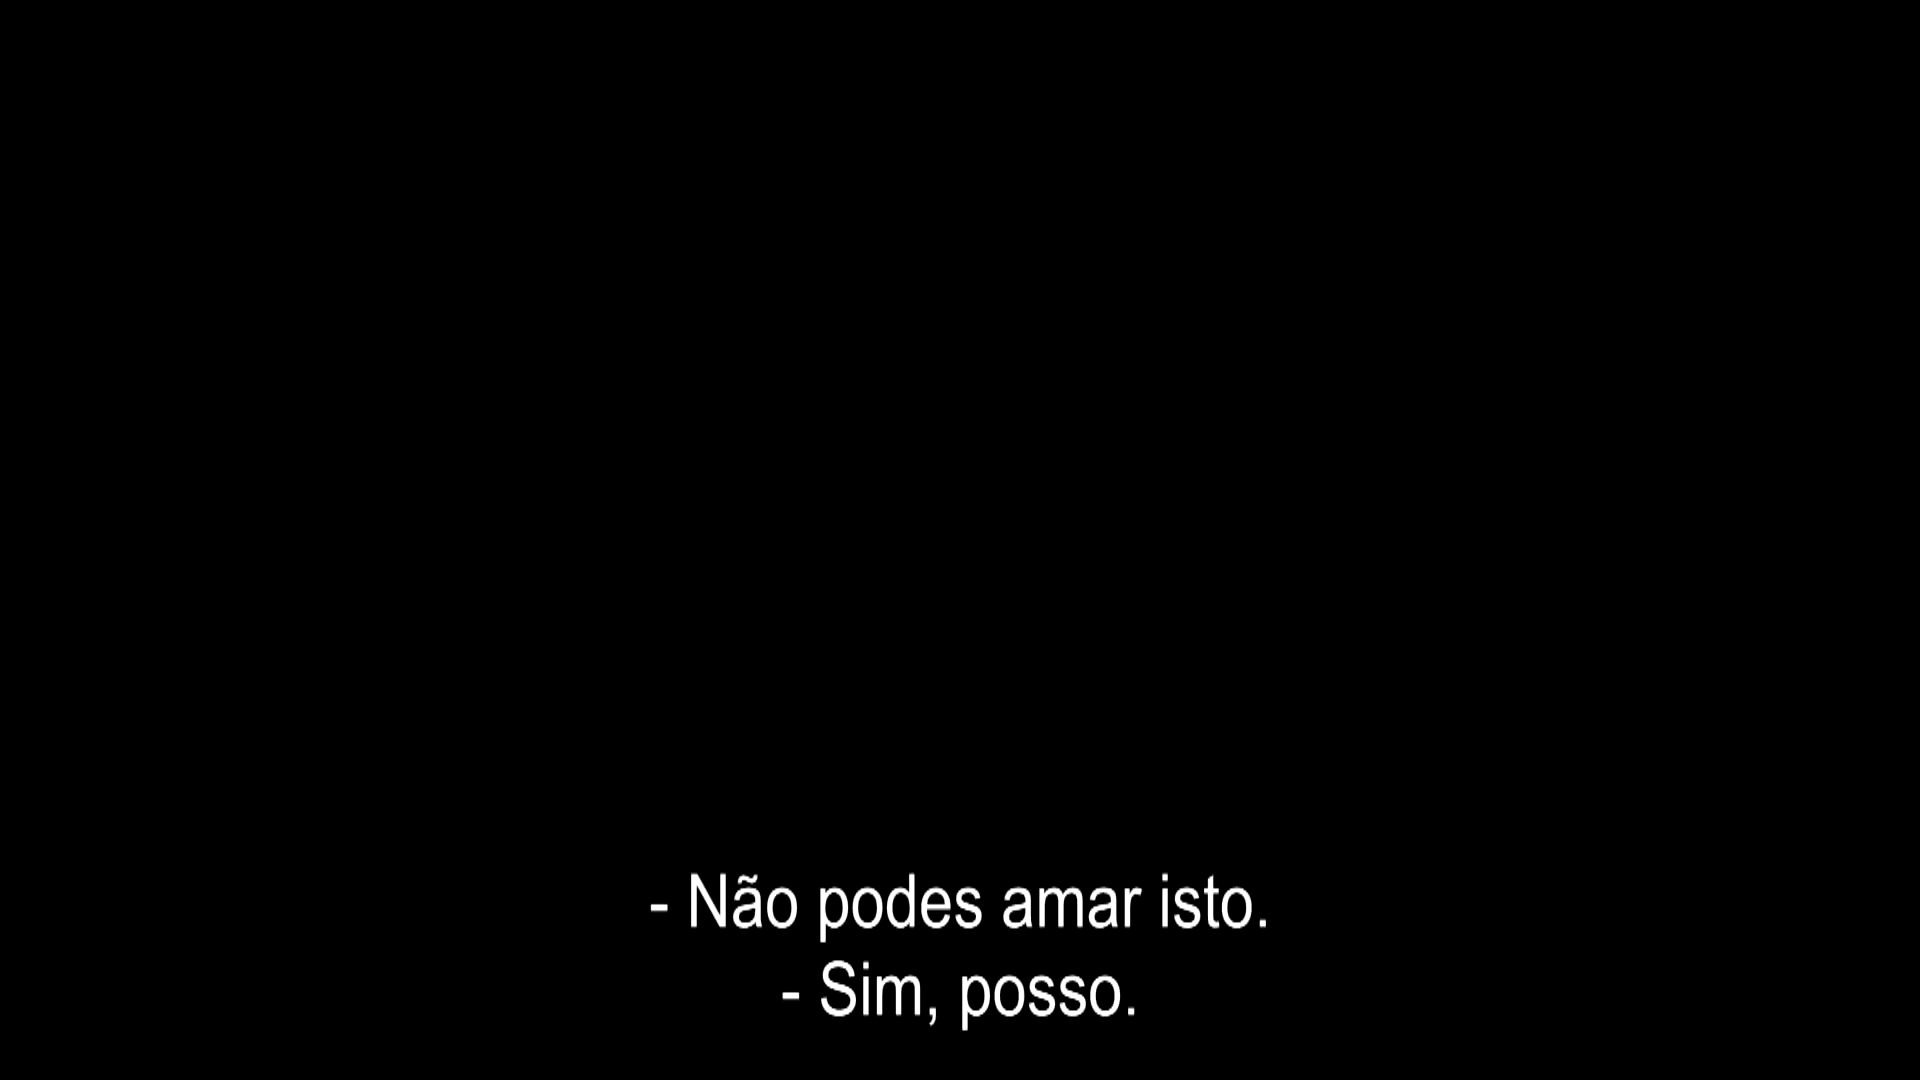 - Não podes amar isto.
- Sim, posso.